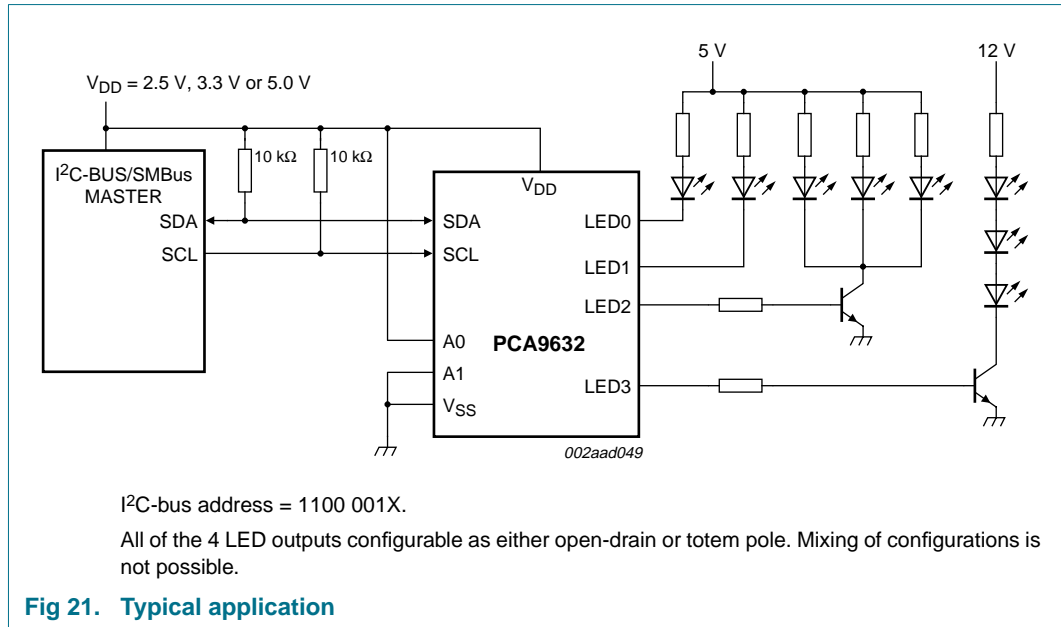 5 V
12 V
VDD = 2.5 V, 3.3 V or 5.0 V
10 kΩ
10 kΩ
I2C-BUS/SMBus
MASTER
SDA
SCL
VDD
SDA
SCL
A0
A1
VSS
PCA9632
LED0
LED1
LED2
LED3
002aad049
I2C-bus address = 1100 001X.
All of the 4 LED outputs configurable as either open-drain or totem pole. Mixing of configurations is
not possible.
Fig 21. Typical application